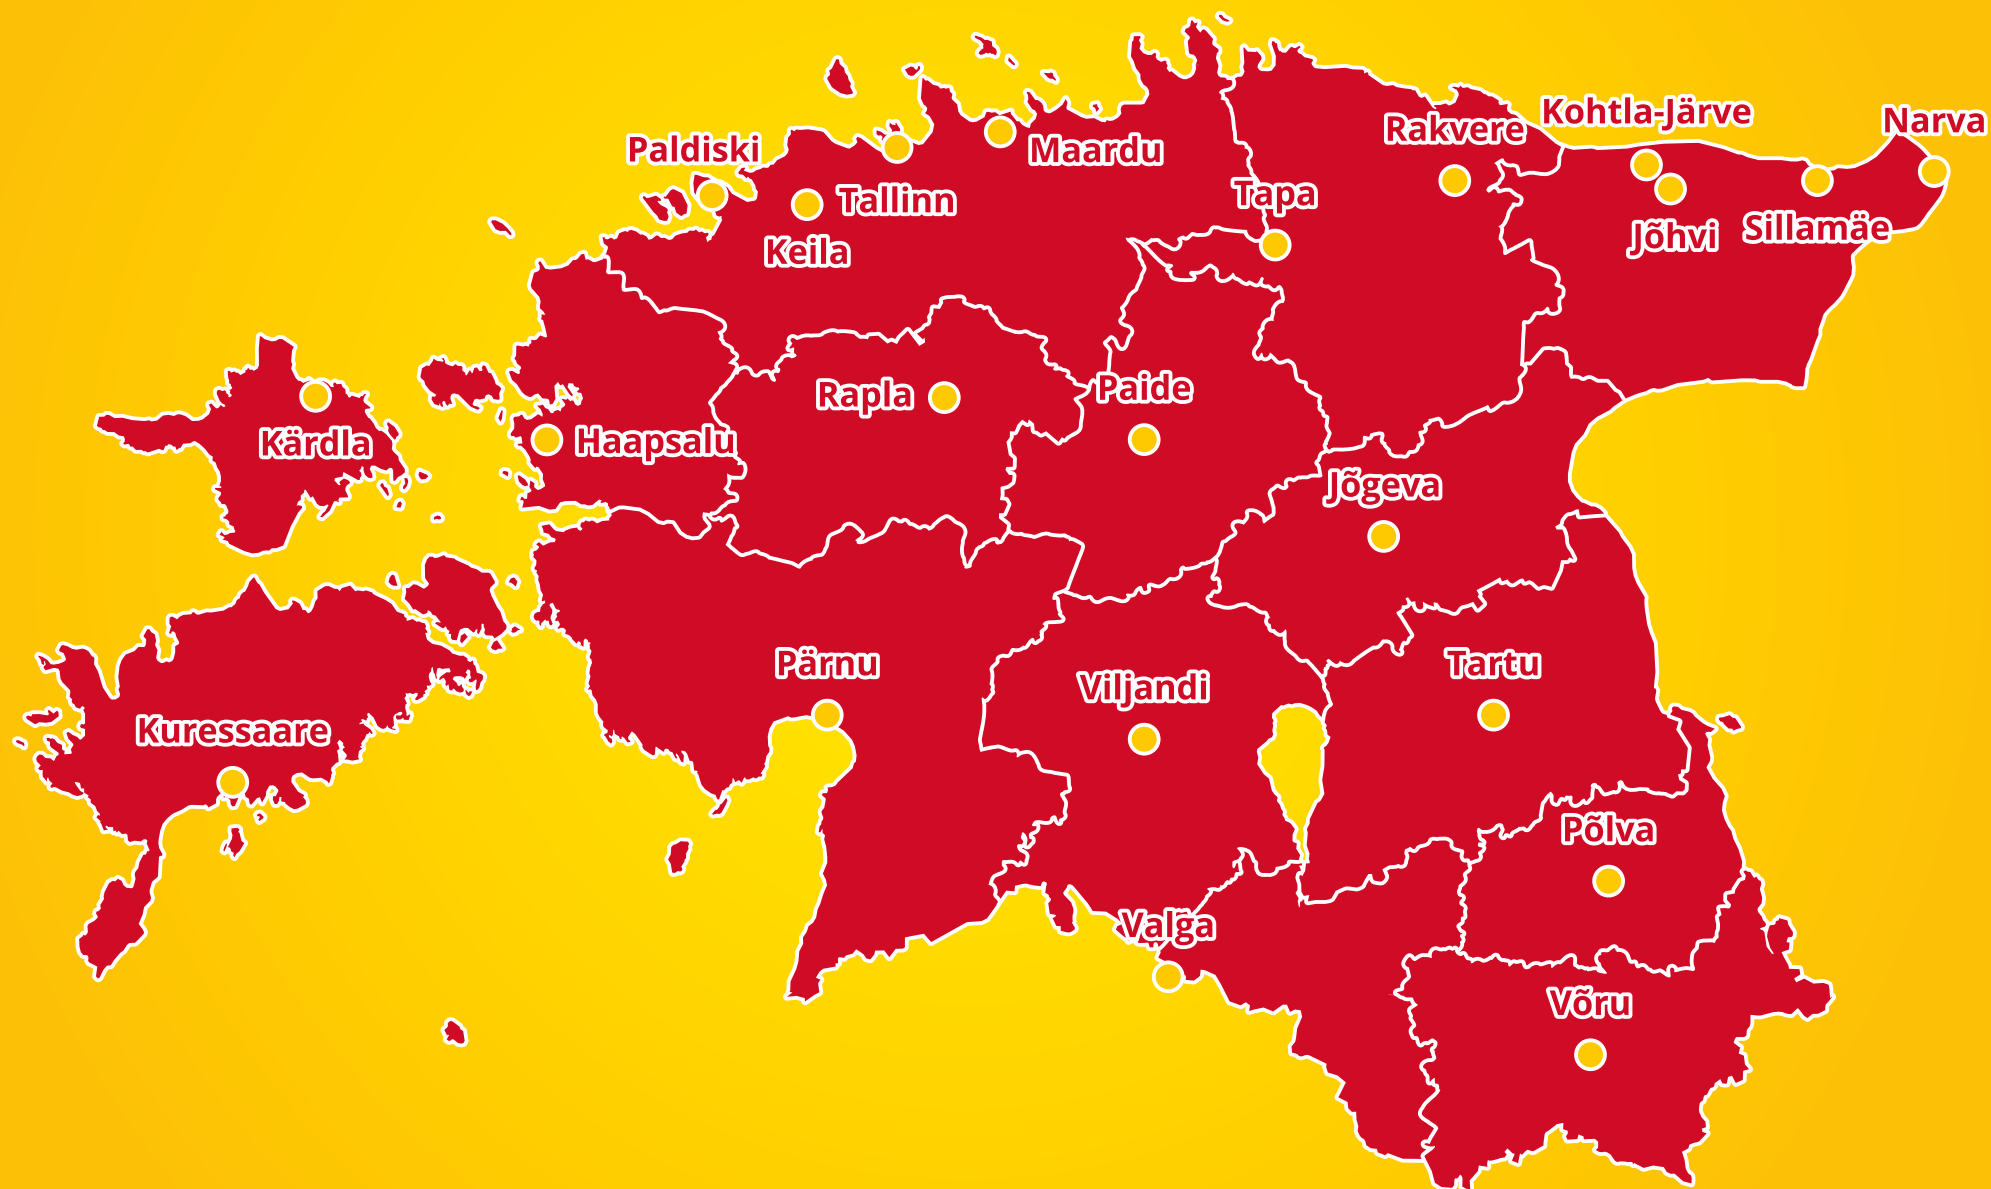 Kohtla-Järve
Narva
Rakvere
Paldiski
Maardu
Tapa
Tallinn
Sillamäe
Jõhvi
Keila
Paide
Rapla
Kärdla
Haapsalu
Jõgeva
Pärnu
Tartu
Viljandi
Kuressaare
Põlva
Valga
Võru